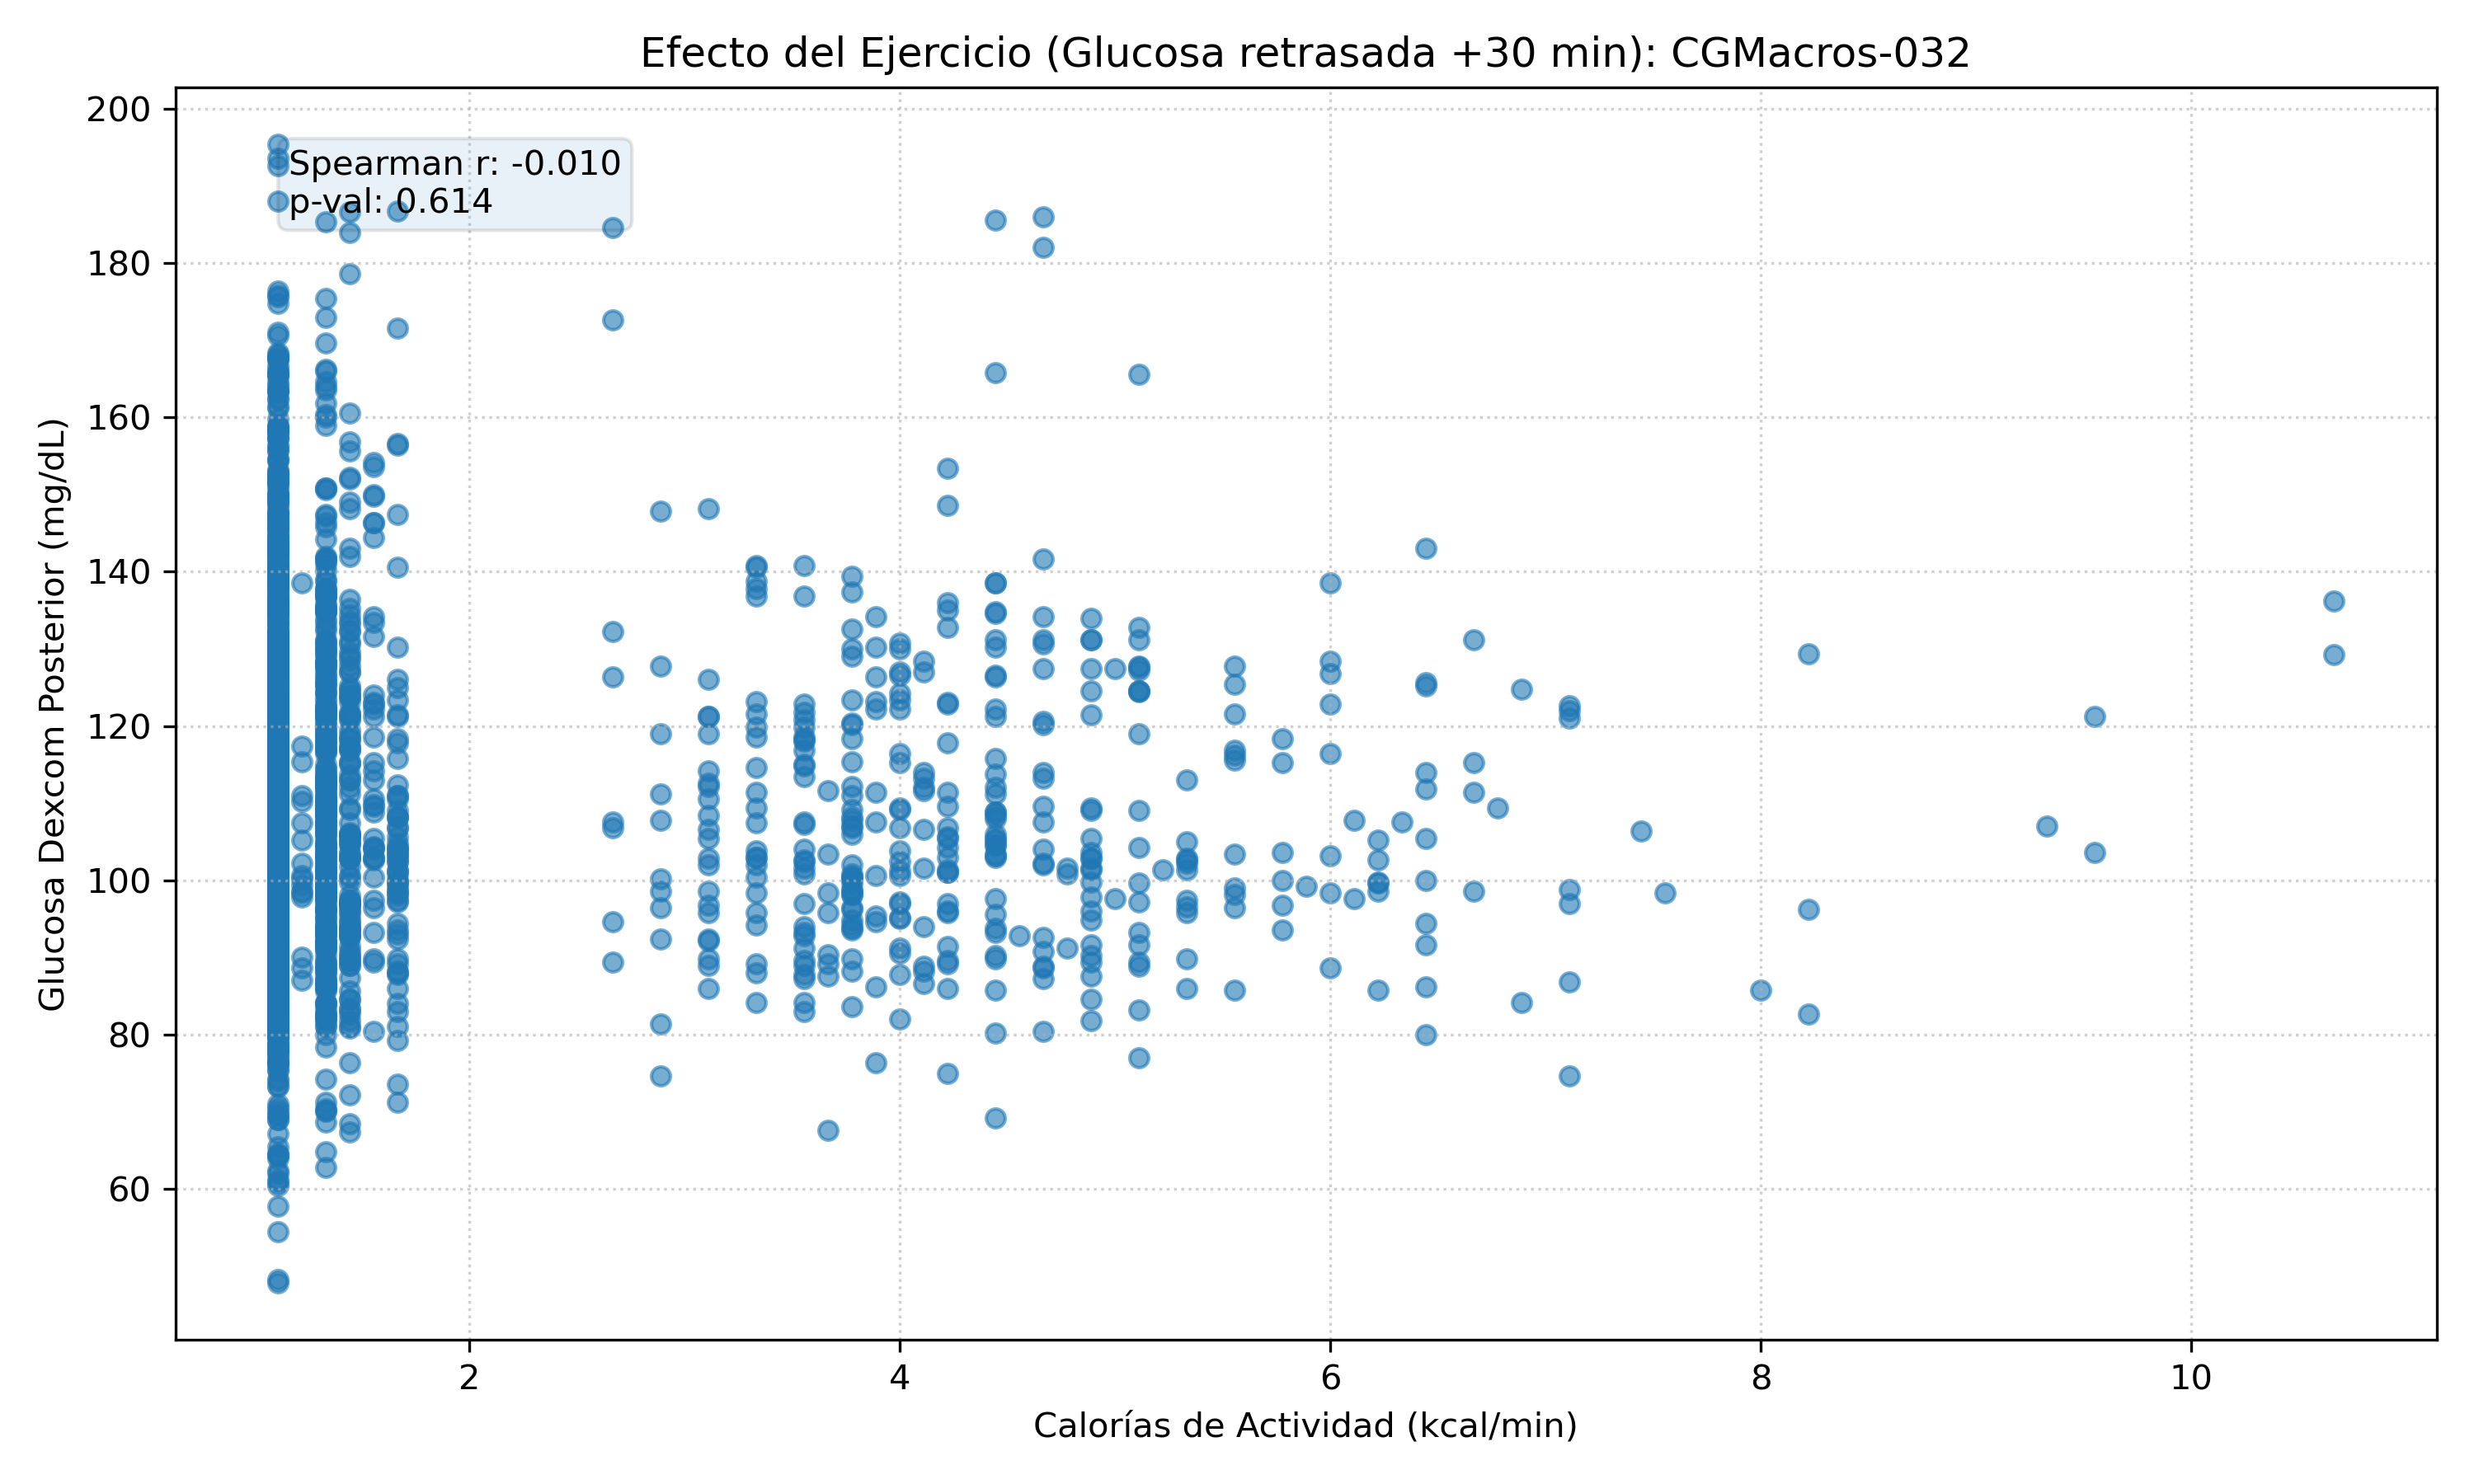 Efecto del Ejercicio (Glucosa retrasada +30 min): CGMacros-032
Spearman r: -0.010
p-val: 0.614
Glucosa Dexcom Posterior (mg/dL)
200
180
160
140
120
100
80
60
2
4
6
8
10
Calorías de Actividad (kcal/min)